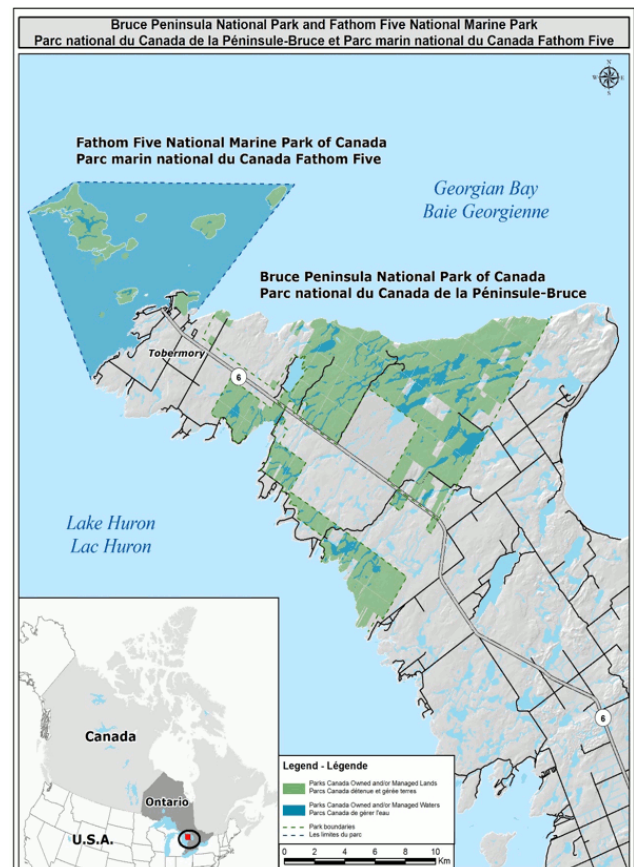 Bruce Peninsula National Park and Fathom Five National Marine Park
Parc national du Canada de la Péninsule-Bruce et Parc marin national du Canada Fathom Five
N
W
E
S
Fathom Five National Marine Park of Canada
Parc marin national du Canada Fathom Five
Georgian Bay
Baie Georgienne
Bruce Peninsula National Park of Canada
Parc national du Canada de la Péninsule-Bruce
Tobermory
6
Lake Huron
Lac Huron
6
Canada
Ontario
U.S.A.
Legend - Légende
Parks Canada Owned and/or Managed Lands
Parcs Canada détenue et gérée terres
Parks Canada Owned and/or Managed Waters
Parcs Canada de gérer l'eau
Park boundaries
Les limites du parc
0 2 4 6 8 10
Km